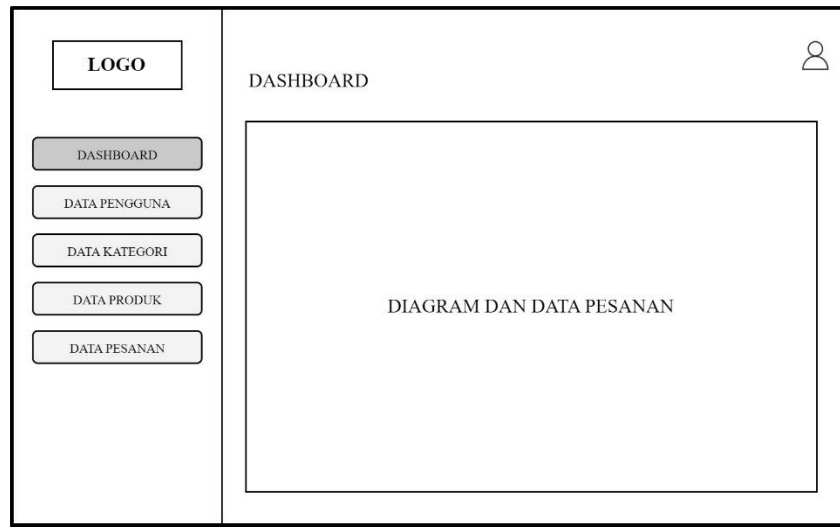 LOGO
DASHBOARD
DATA PENGGUNA
DATA KATEGORI
DATA PRODUK
DATA PESANAN
DASHBOARD
DIAGRAM DAN DATA PESANAN